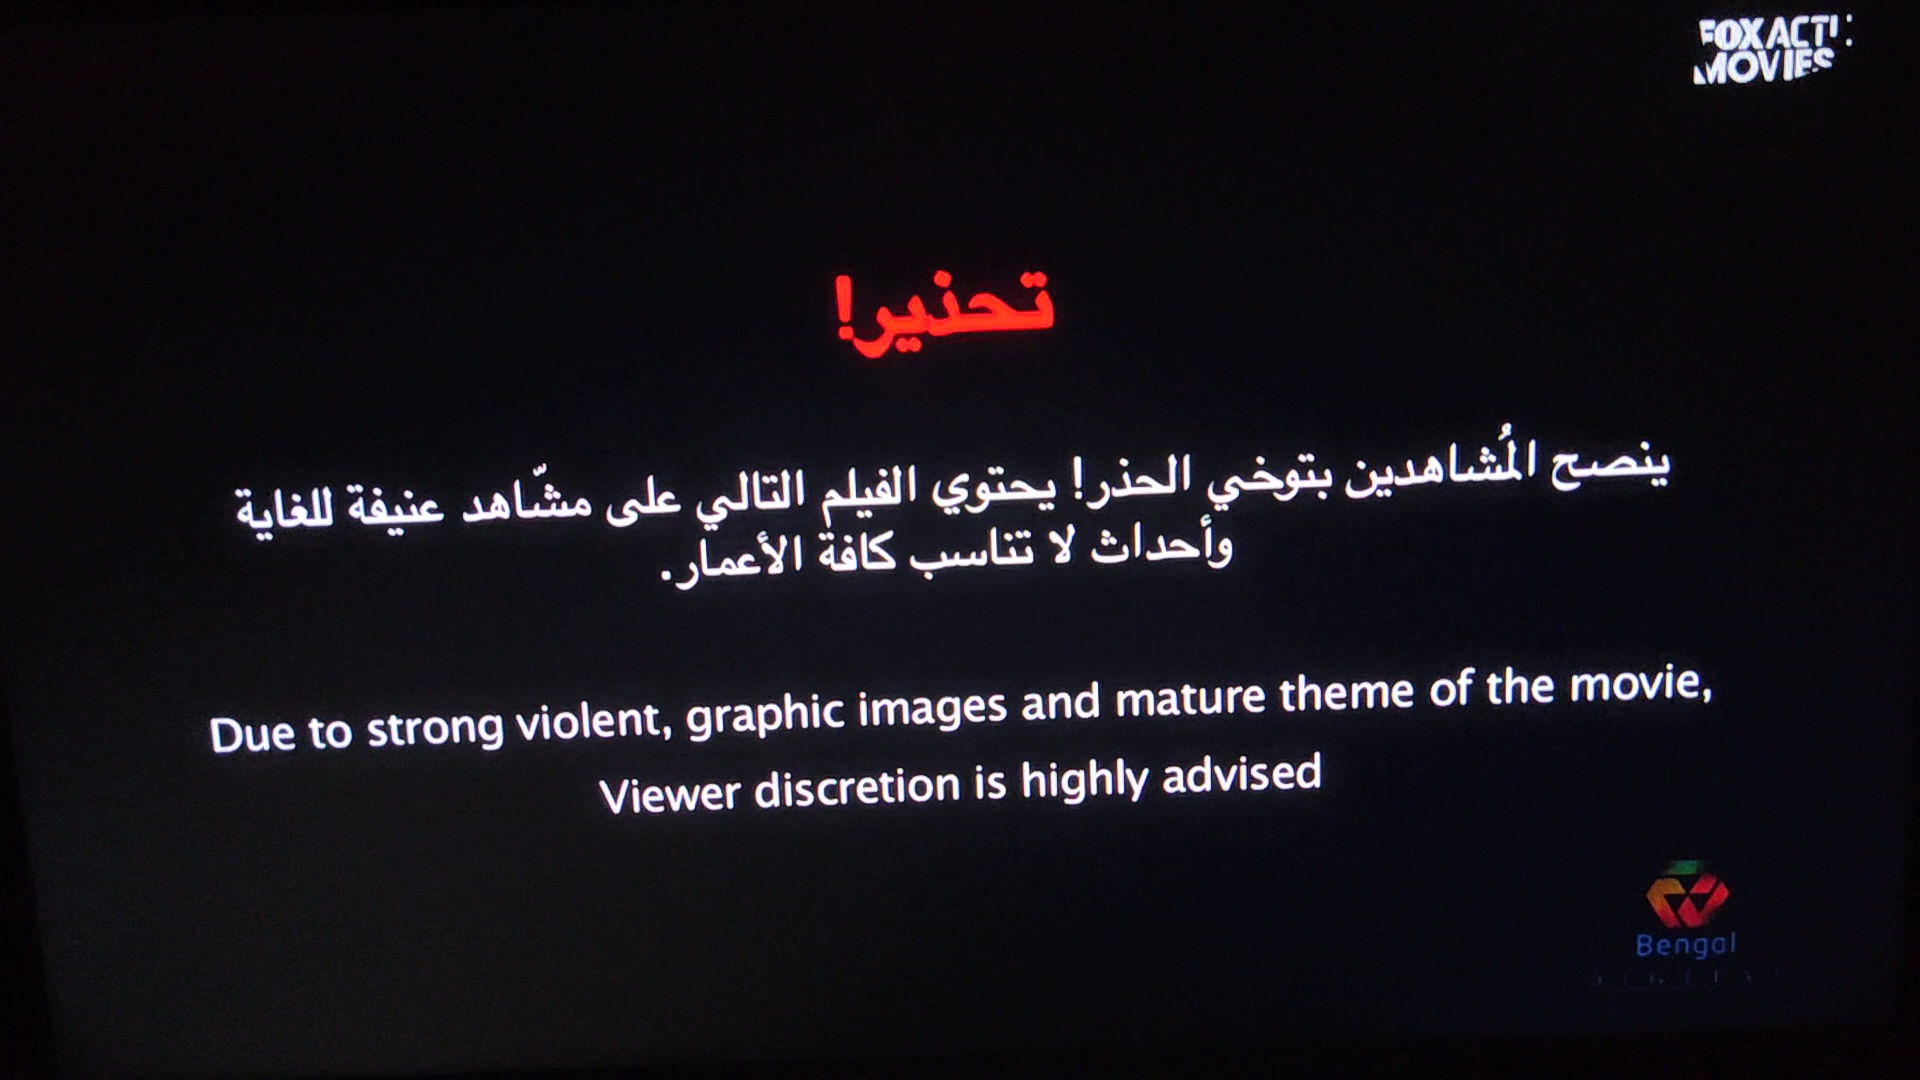 FOX ACTI
MOVIES
تحذير!
ينصح المُشاهدين بتوخي الحذر! يحتوي الفيلم التالي على مشّاهد عنيفة للغاية
وأحداث لا تناسب كافة الأعمار.
Due to strong violent, graphic images and mature theme of the movie,
Viewer discretion is highly advised
Bengal